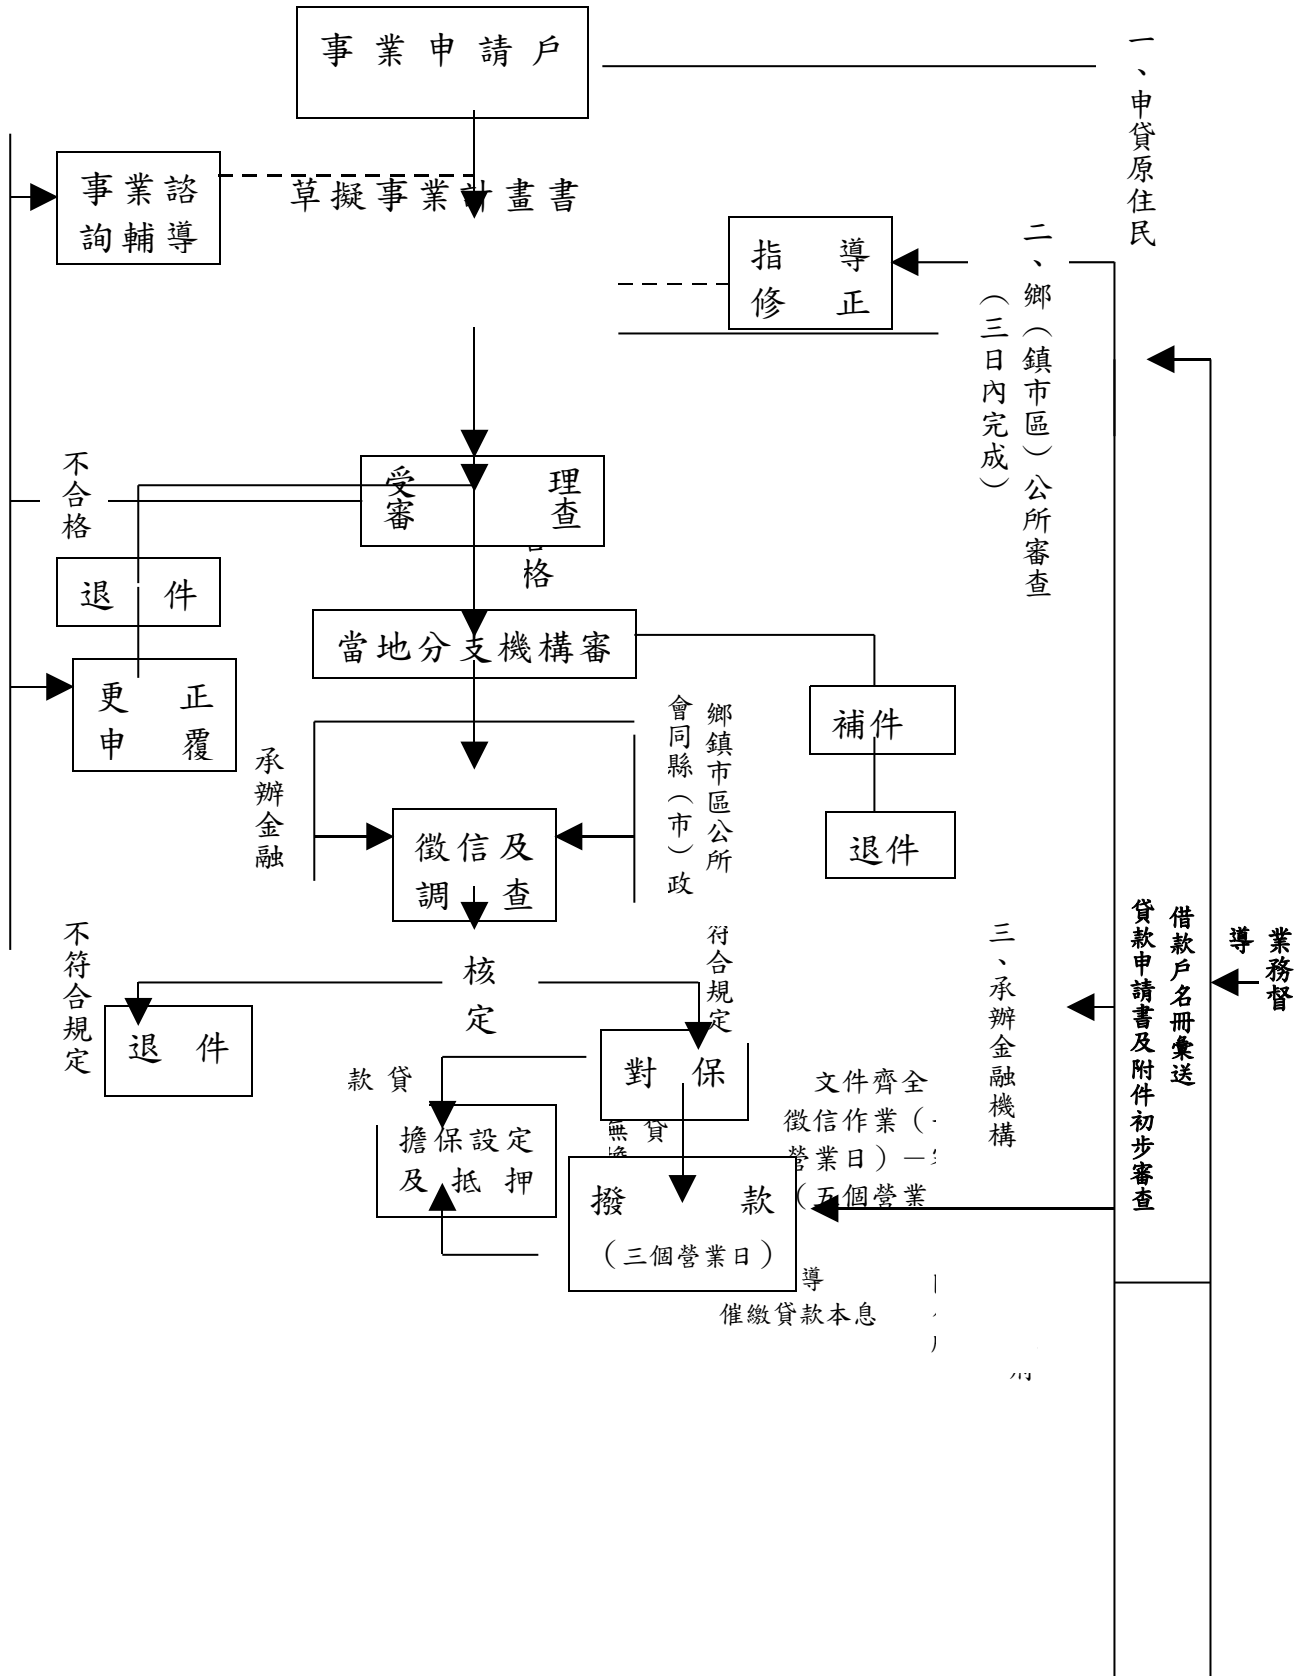 事業申請戶
一、申貸原住民
事業諮
詢輔導
草擬事業計畫書
指導
修正
二、鄉（鎮市區）公所審查
（三日內完成）
不合格
受理
審查
格
退件
當地分支機構審
更正
申覆
補件
承辦金融
鄉鎮市區公所
會同縣（市）政
徵信及
調查
退件
不符合規定
核
定
符合規定
三、承辦金融機構
貸款申請書及附件初步審查
借款戶名冊彙送
業務督
導
退件
對保
款貸
文件齊全
擔保設定
及抵押
無貸
徵信作業（
營業日）—
（五個營業
撥款
（三個營業日）
導
催繳貸款本息